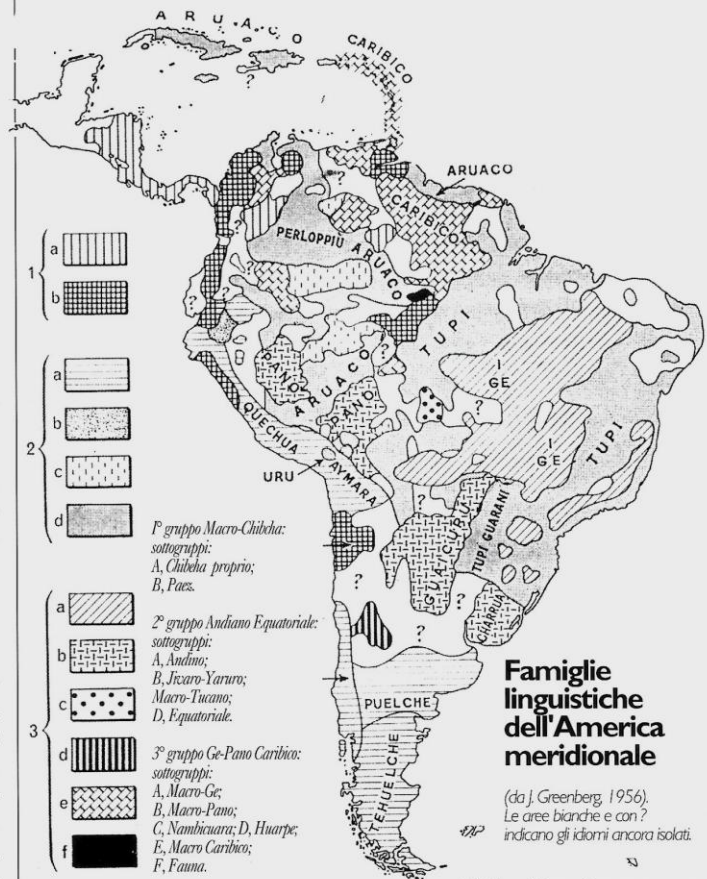 ARUACO
CARIBICO
?
?
ARUACO
CARIBICO
PERLOPPIÙ ARUACO
?
?
?
?
TUPI
PANO
ARUACO
PANO
I
GE
I
GE
TUPI
?
QUECHUA
URU
AYMARA
?
GUAICURÙ
TUPI GUARANI
?
?
?
CHARRUA
PUELCHE
TEHUELCHE
1
a
b
2
a
b
c
d
3
a
b
c
d
e
f
1° gruppo Macro-Chibcha:
sottogruppi:
A, Chibcha proprio;
B, Paez.
2° gruppo Andiano Equatoriale:
sottogruppi:
A, Andino;
B, Jivaro-Yaruro;
Macro-Tucano;
D, Equatoriale.
3° gruppo Ge-Pano Caribico:
sottogruppi:
A, Macro-Ge;
B, Macro-Pano;
C, Nambicuara; D, Huarpe;
E, Macro Caribico;
F, Fauna.
Famiglie
linguistiche
dell'America
meridionale
(da J. Greenberg, 1956).
Le aree bianche e con ?
indicano gli idiomi ancora isolati.